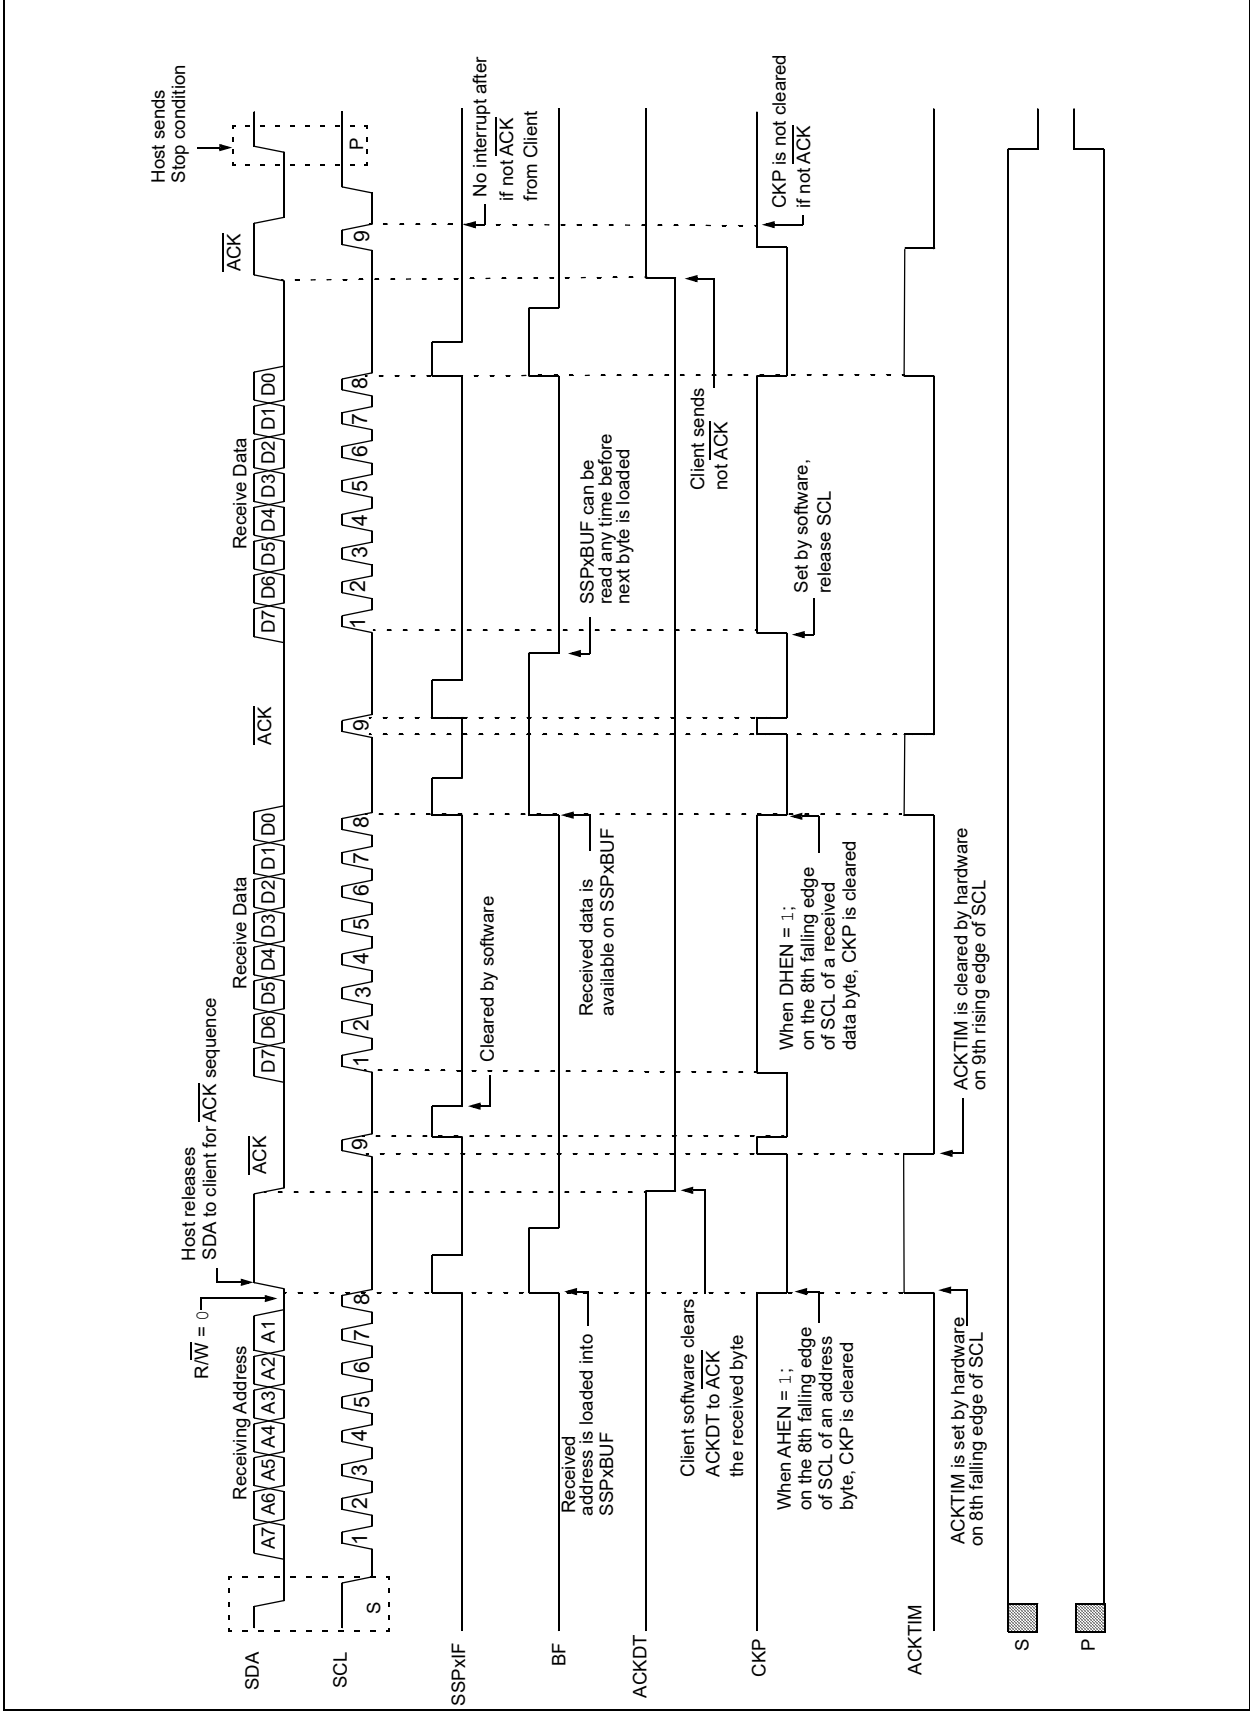 Host sends
Stop condition
Host releases
SDA to client for ACK sequence
R/W = 0
Receiving Address
ACK
Receive Data
ACK
Receive Data
ACK
SDA
A7 A6 A5 A4 A3 A2 A1
D7 D6 D5 D4 D3 D2 D1 D0
D7 D6 D5 D4 D3 D2 D1 D0
SCL
S
1 2 3 4 5 6 7 8 9
1 2 3 4 5 6 7 8 9
1 2 3 4 5 6 7 8 9
P
SSPxIF
Cleared by software
No interrupt after
if not ACK
from Client
BF
Received
address is loaded into
SSPxBUF
Received data is
available on SSPxBUF
SSPxBUF can be
read any time before
next byte is loaded
ACKDT
Client software clears
ACKDT to ACK
the received byte
Client sends
not ACK
CKP
When AHEN = 1;
on the 8th falling edge
of SCL of an address
byte, CKP is cleared
When DHEN = 1;
on the 8th falling edge
of SCL of a received
data byte, CKP is cleared
Set by software,
release SCL
CKP is not cleared
if not ACK
ACKTIM
ACKTIM is set by hardware
on 8th falling edge of SCL
ACKTIM is cleared by hardware
on 9th rising edge of SCL
S
P